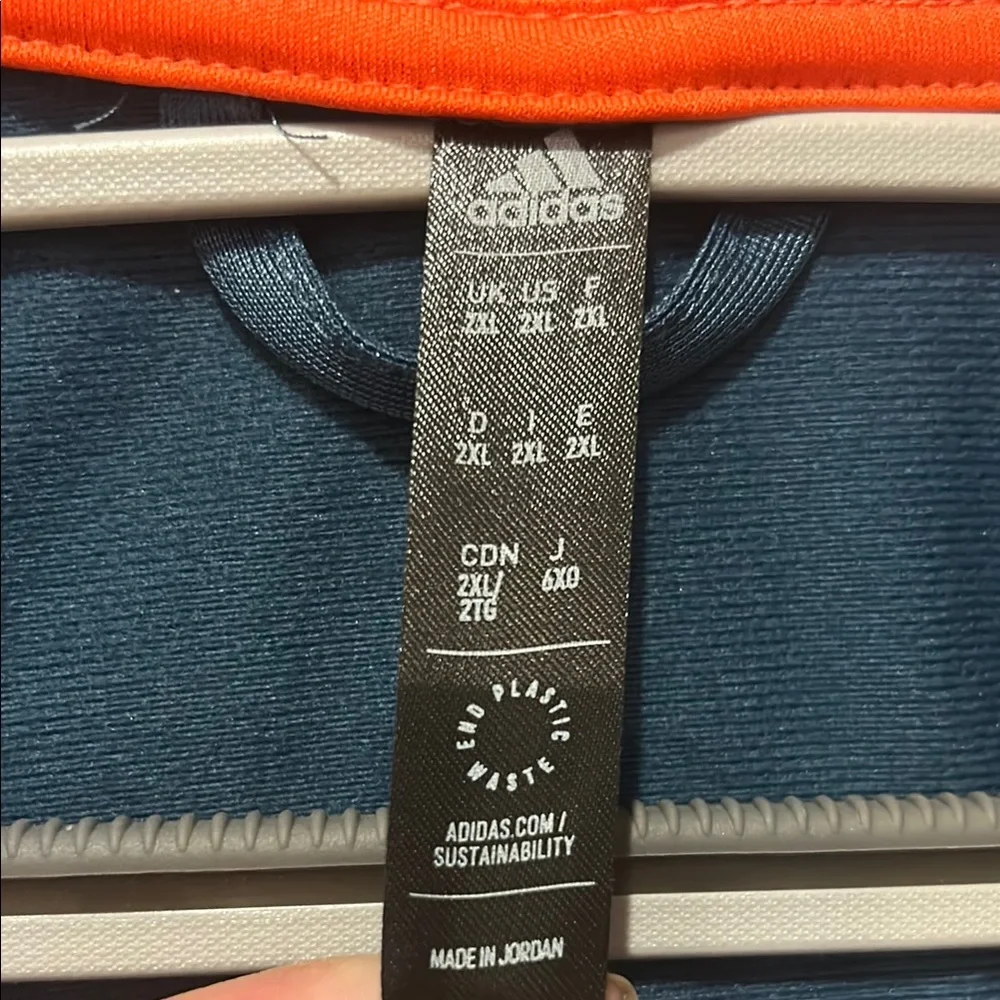 adidas
UK US F
2XL 2XL 2XL
D I E
2XL 2XL 2XL
CDN J
2XL/ 6XO
2TG
END PLASTIC WASTE
ADIDAS.COM/
SUSTAINABILITY
MADE IN JORDAN